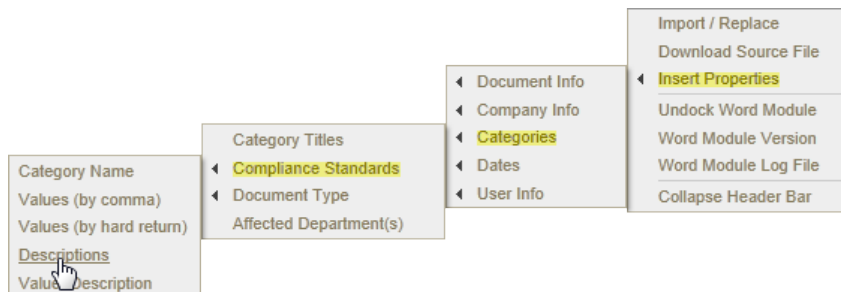 Import / Replace
Download Source File
Insert Properties
Undock Word Module
Word Module Version
Word Module Log File
Collapse Header Bar
Document Info
Company Info
Categories
Dates
User Info
Category Titles
Compliance Standards
Document Type
Affected Department(s)
Category Name
Values (by comma)
Values (by hard return)
Descriptions
Value Description